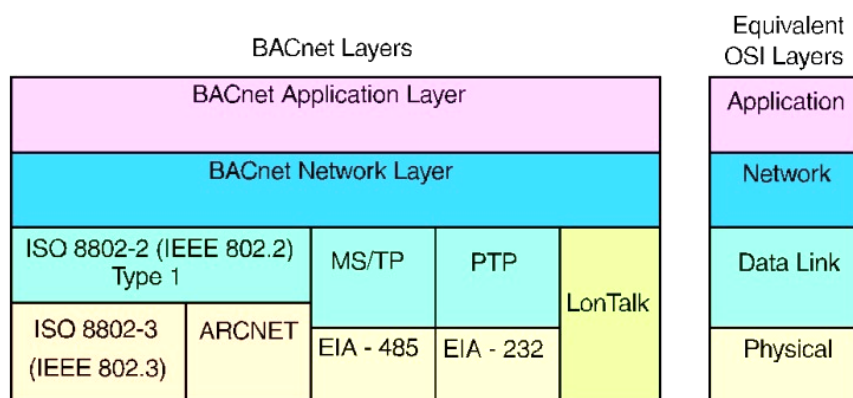 BACnet Layers
Equivalent
OSI Layers
BACnet Application Layer
Application
BACnet Network Layer
Network
ISO 8802-2 (IEEE 802.2)
Type 1
MS/TP
PTP
LonTalk
Data Link
ISO 8802-3
(IEEE 802.3)
ARCNET
EIA - 485
EIA - 232
Physical